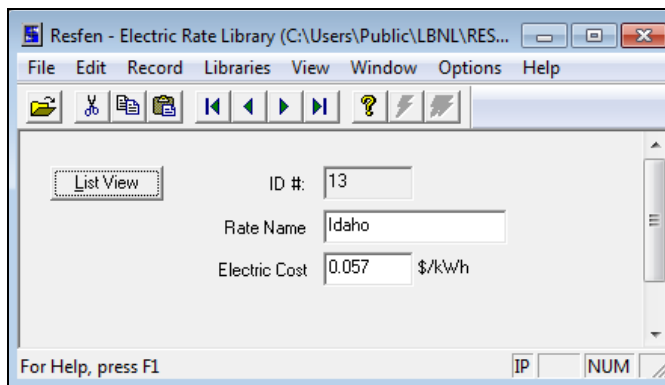 Resfen - Electric Rate Library (C:\Users\Public\LBNL\RES...
File Edit Record Libraries View Window Options Help
List View ID #: 13
Rate Name Idaho
Electric Cost 0.057 $/kWh
For Help, press F1 IP NUM